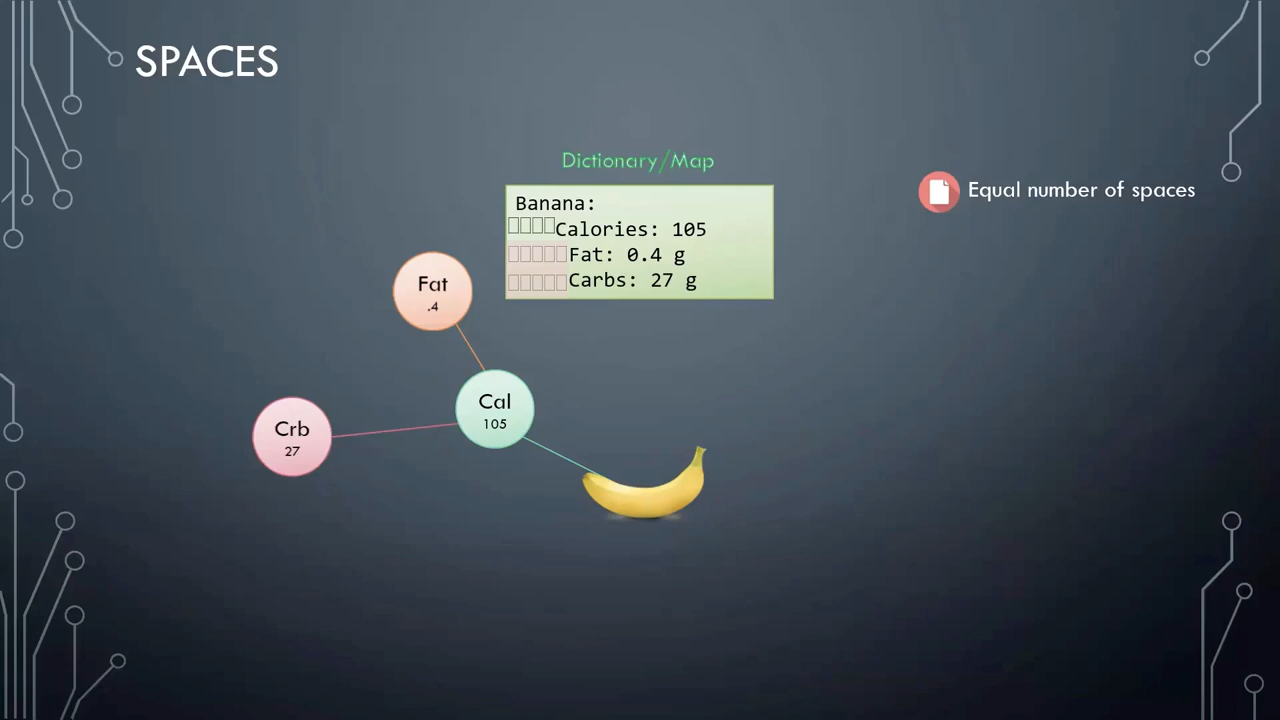 SPACES
Dictionary/Map
Equal number of spaces
Banana:
    Calories: 105
     Fat: 0.4 g
     Carbs: 27 g
Fat
.4
Cal
105
Crb
27